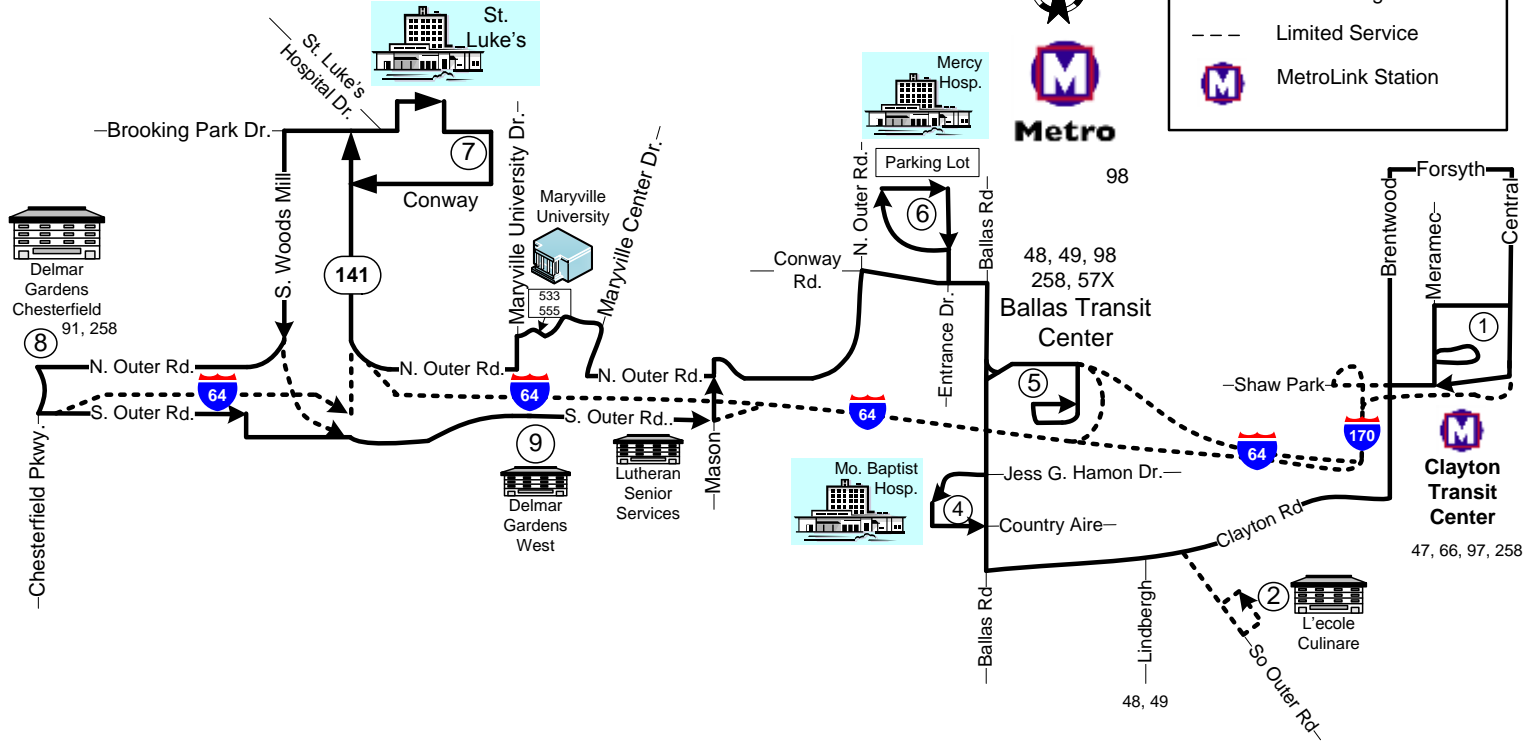 St.
Luke's
St. Luke's
Hospital Dr.
Brooking Park Dr.
7
Conway
S. Woods Mill
141
Delmar
Gardens
Chesterfield
91, 258
8
N. Outer Rd.
64
S. Outer Rd.
Chesterfield Pkwy.
Maryville University Dr.
Maryville
University
533
555
Maryville Center Dr.
N. Outer Rd.
64
N. Outer Rd.
S. Outer Rd..
9
Delmar
Gardens
West
Lutheran
Senior
Services
Mason
Mercy
Hosp.
Parking Lot
6
N. Outer Rd.
Ballas Rd
Conway
Rd.
Entrance Dr.
64
Metro
98
48, 49, 98
258, 57X
Ballas Transit
Center
5
Mo. Baptist
Hosp.
4
Jess G. Hamon Dr.
Country Aire
Ballas Rd
Lindbergh
48, 49
Clayton Rd
2
L'ecole
Culinare
So Outer Rd
64
170
Limited Service
MetroLink Station
Forsyth
Brentwood
Meramec
Central
1
Shaw Park
Clayton
Transit
Center
47, 66, 97, 258